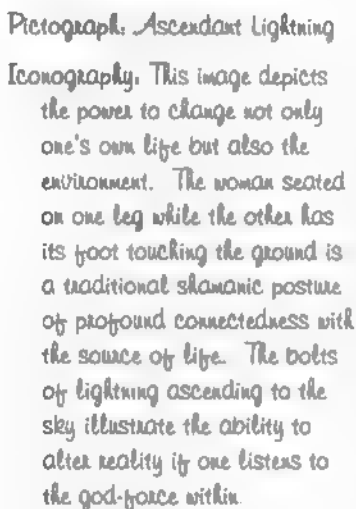 Pictograph: Ascendant Lightning
Iconography: This image depicts
the power to change not only
one's own life but also the
environment. The woman seated
on one leg while the other has
its foot touching the ground is
a traditional shamanic posture
of profound connectedness with
the source of life. The bolts
of lightning ascending to the
sky illustrate the ability to
alter reality if one listens to
the god-force within.